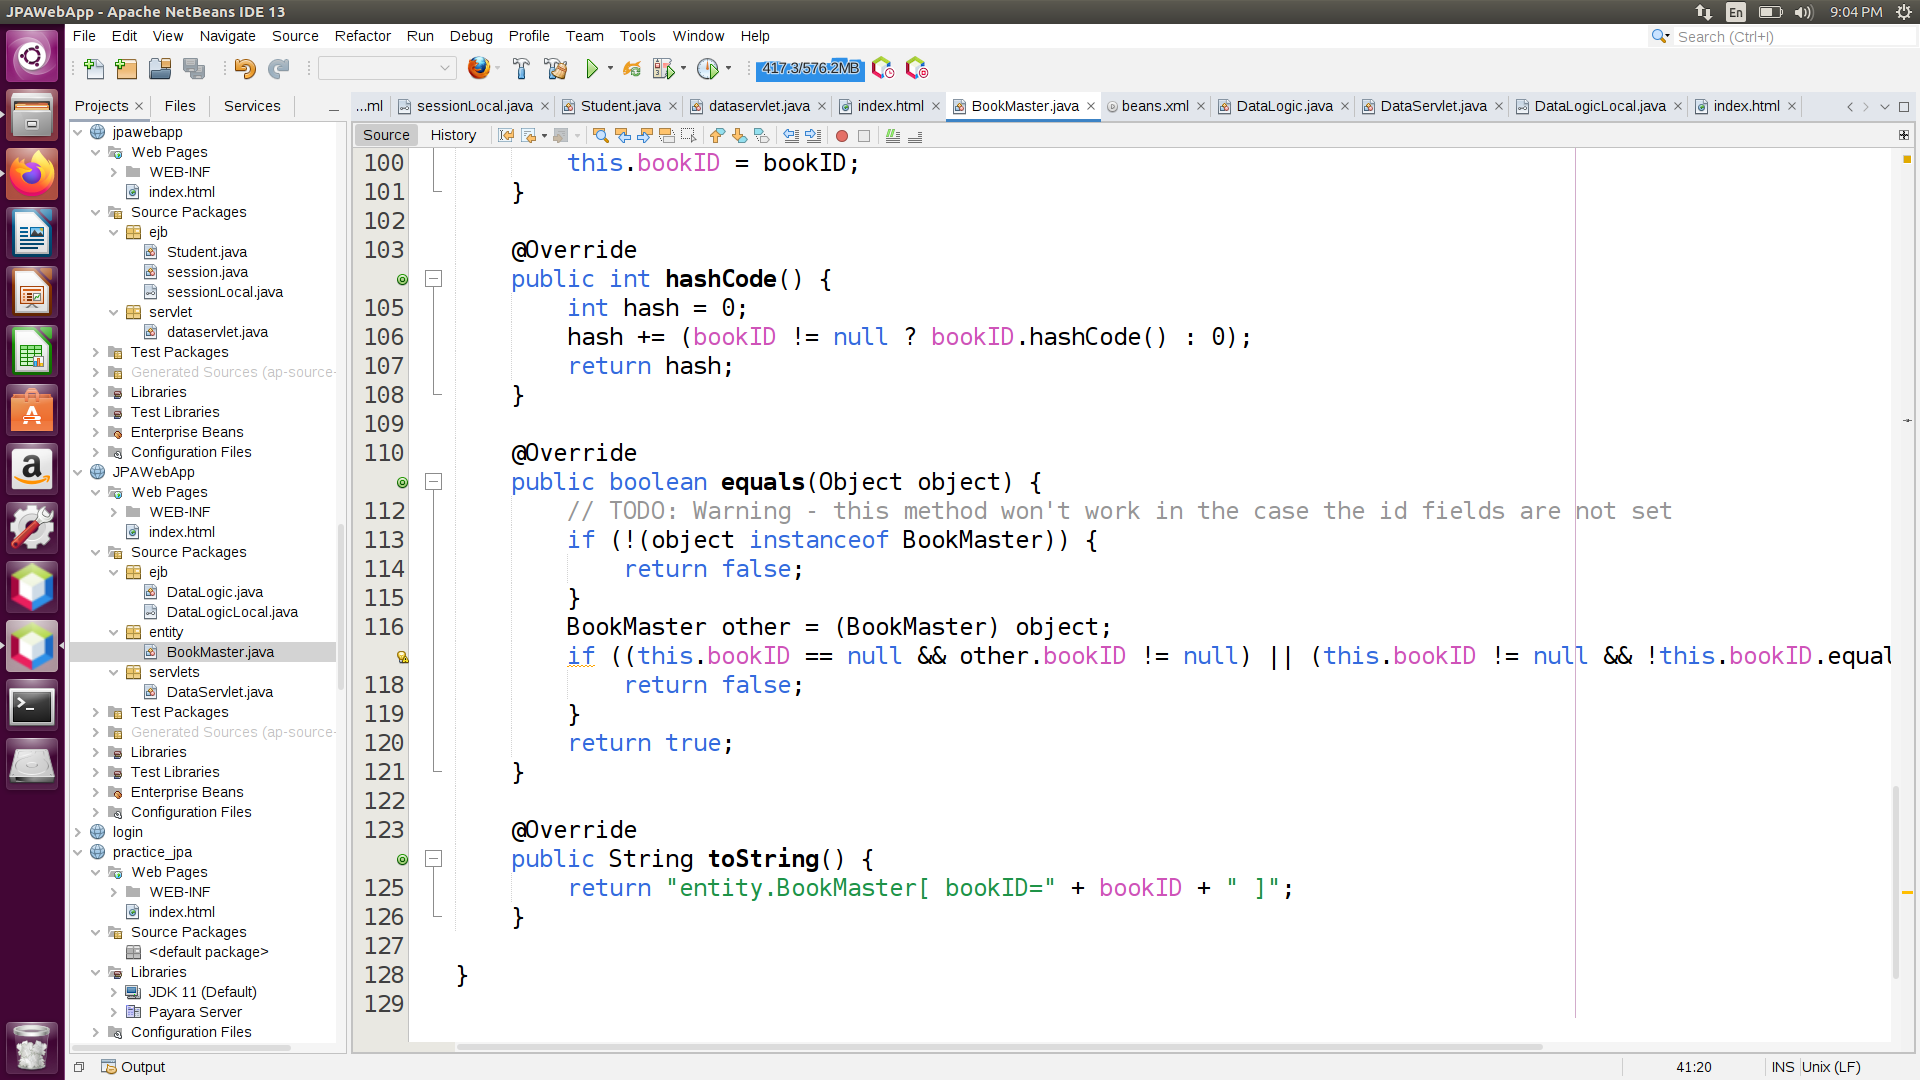 JPAWebApp - Apache NetBeans IDE 13
En
9:04 PM
File Edit View Navigate Source Refactor Run Debug Profile Team Tools Window Help
Search (Ctrl+I)
417.3/576.2MB
Projects Files Services
...ml sessionLocal.java Student.java dataservlet.java index.html BookMaster.java beans.xml DataLogic.java DataServlet.java DataLogicLocal.java index.html
Source History
jpawebapp
Web Pages
WEB-INF
index.html
Source Packages
ejb
Student.java
session.java
sessionLocal.java
servlet
dataservlet.java
Test Packages
Generated Sources (ap-source-
Libraries
Test Libraries
Enterprise Beans
Configuration Files
JPAWebApp
Web Pages
WEB-INF
index.html
Source Packages
ejb
DataLogic.java
DataLogicLocal.java
entity
BookMaster.java
servlets
DataServlet.java
Test Packages
Generated Sources (ap-source-
Libraries
Test Libraries
Enterprise Beans
Configuration Files
login
practice_jpa
Web Pages
WEB-INF
index.html
Source Packages
<default package>
Libraries
JDK 11 (Default)
Payara Server
Configuration Files
100 this.bookID = bookID;
101 }
102
103 @Override
public int hashCode() {
105 int hash = 0;
106 hash += (bookID != null ? bookID.hashCode() : 0);
107 return hash;
108 }
109
110 @Override
public boolean equals(Object object) {
112 // TODO: Warning - this method won't work in the case the id fields are not set
113 if (!(object instanceof BookMaster)) {
114 return false;
115 }
116 BookMaster other = (BookMaster) object;
if ((this.bookID == null && other.bookID != null) || (this.bookID != null && !this.bookID.equal
118 return false;
119 }
120 return true;
121 }
122
123 @Override
public String toString() {
125 return "entity.BookMaster[ bookID=" + bookID + " ]";
126 }
127
128 }
129
Output
41:20 INS Unix (LF)